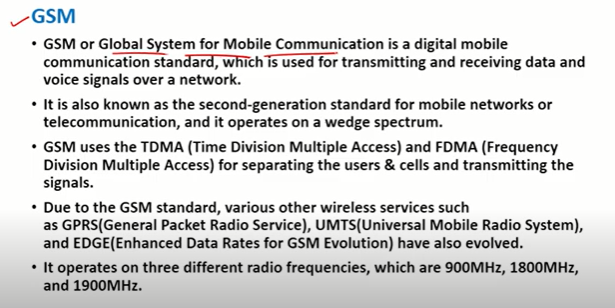 GSM
• GSM or Global System for Mobile Communication is a digital mobile
communication standard, which is used for transmitting and receiving data and
voice signals over a network.
• It is also known as the second-generation standard for mobile networks or
telecommunication, and it operates on a wedge spectrum.
• GSM uses the TDMA (Time Division Multiple Access) and FDMA (Frequency
Division Multiple Access) for separating the users & cells and transmitting the
signals.
• Due to the GSM standard, various other wireless services such
as GPRS(General Packet Radio Service), UMTS(Universal Mobile Radio System),
and EDGE(Enhanced Data Rates for GSM Evolution) have also evolved.
• It operates on three different radio frequencies, which are 900MHz, 1800MHz,
and 1900MHz.